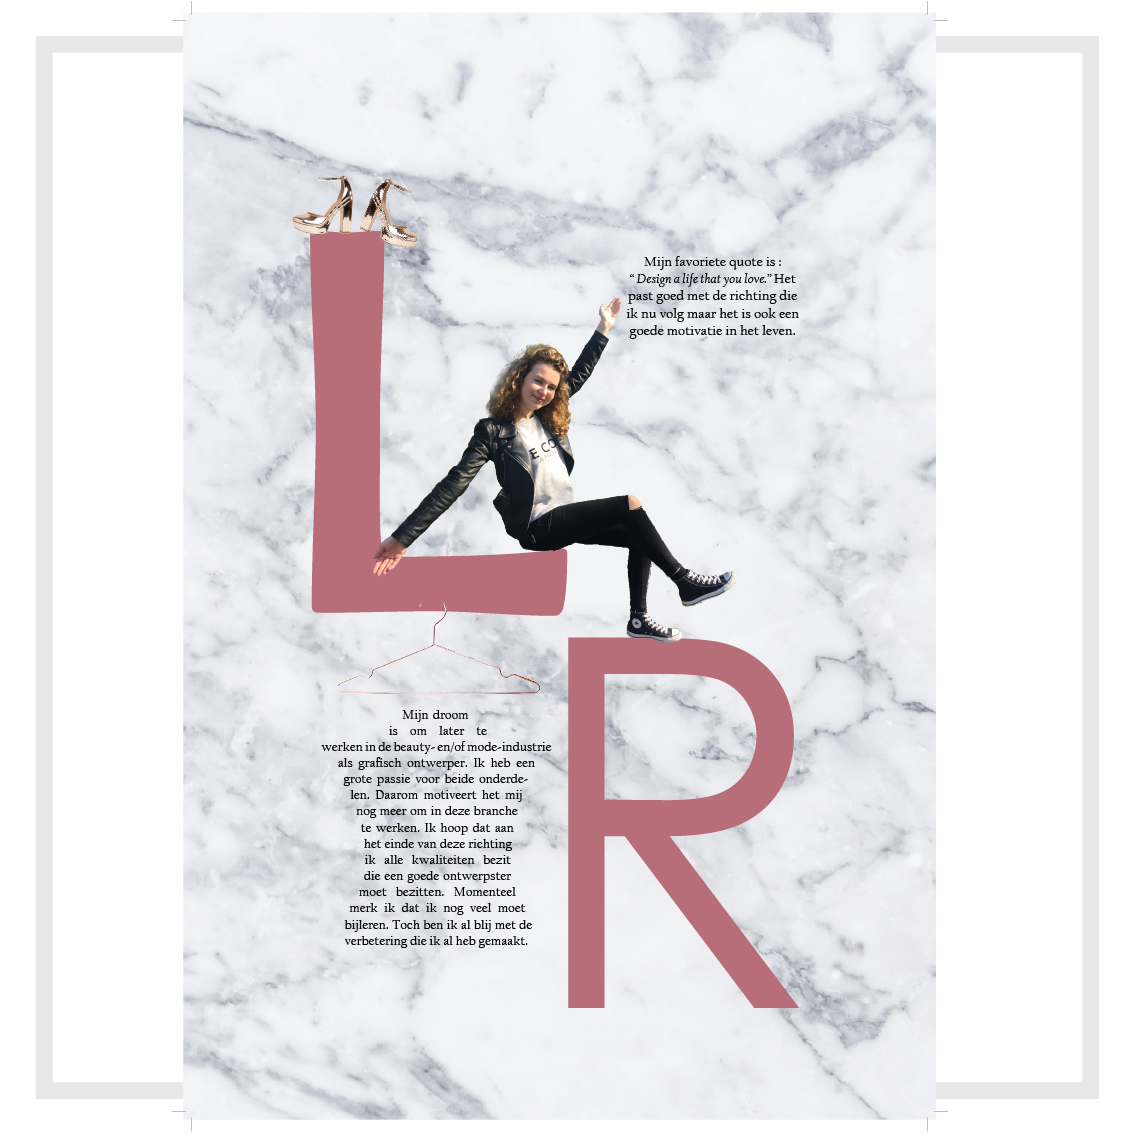 Mijn favoriete quote is :
“Design a life that you love.” Het
past goed met de richting die
ik nu volg maar het is ook een
goede motivatie in het leven.
E CO
L
R
Mijn droom
is om later te
werken in de beauty- en/of mode-industrie
als grafisch ontwerper. Ik heb een
grote passie voor beide onderde-
len. Daarom motiveert het mij
nog meer om in deze branche
te werken. Ik hoop dat aan
het einde van deze richting
ik alle kwaliteiten bezit
die een goede ontwerpster
moet bezitten. Momenteel
merk ik dat ik nog veel moet
bijleren. Toch ben ik al blij met de
verbetering die ik al heb gemaakt.